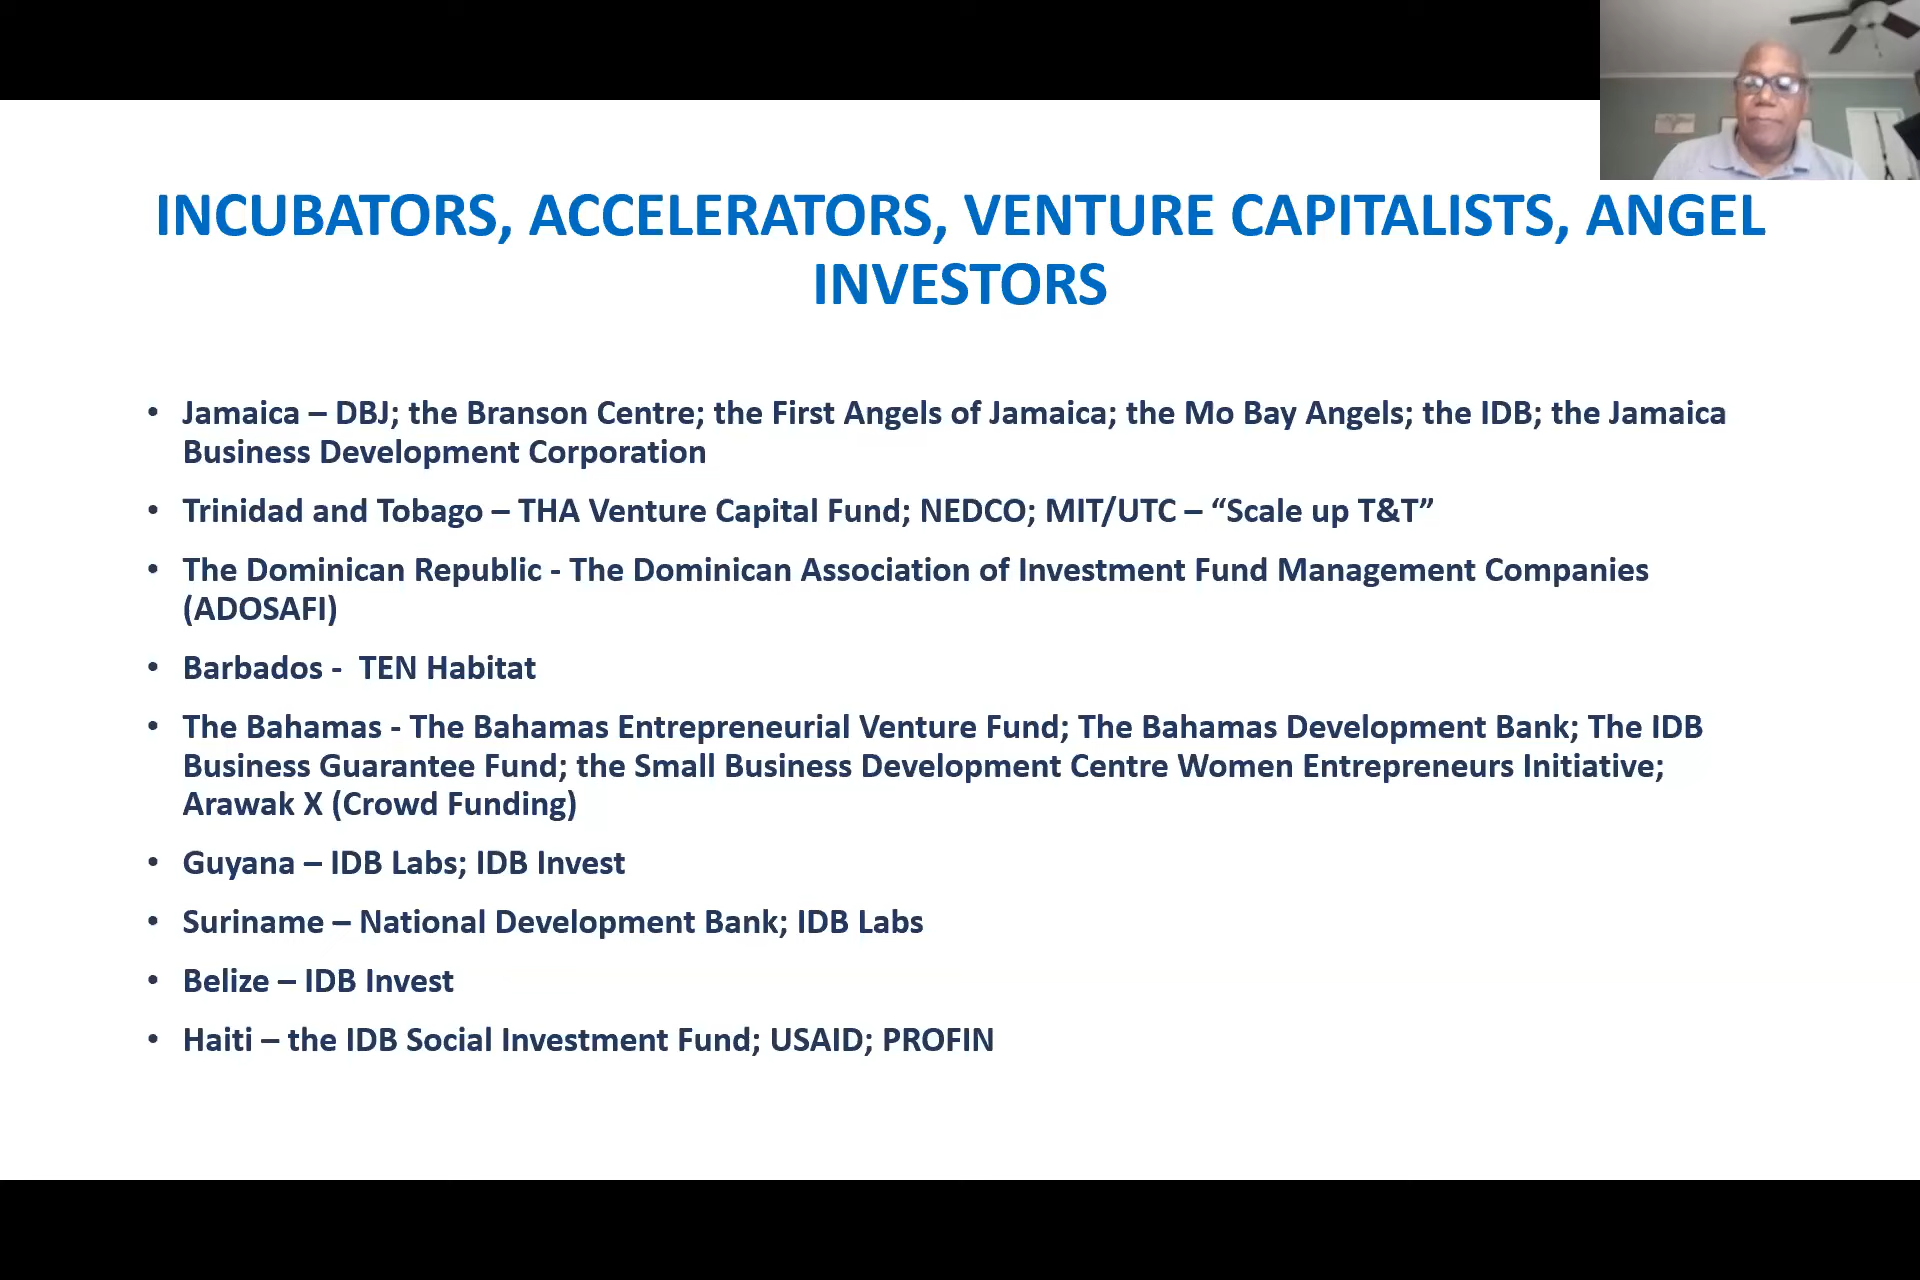 INCUBATORS, ACCELERATORS, VENTURE CAPITALISTS, ANGEL
INVESTORS
• Jamaica – DBJ; the Branson Centre; the First Angels of Jamaica; the Mo Bay Angels; the IDB; the Jamaica
Business Development Corporation
• Trinidad and Tobago – THA Venture Capital Fund; NEDCO; MIT/UTC – “Scale up T&T”
• The Dominican Republic - The Dominican Association of Investment Fund Management Companies
(ADOSAFI)
• Barbados -  TEN Habitat
• The Bahamas - The Bahamas Entrepreneurial Venture Fund; The Bahamas Development Bank; The IDB
Business Guarantee Fund; the Small Business Development Centre Women Entrepreneurs Initiative;
Arawak X (Crowd Funding)
• Guyana – IDB Labs; IDB Invest
• Suriname – National Development Bank; IDB Labs
• Belize – IDB Invest
• Haiti – the IDB Social Investment Fund; USAID; PROFIN